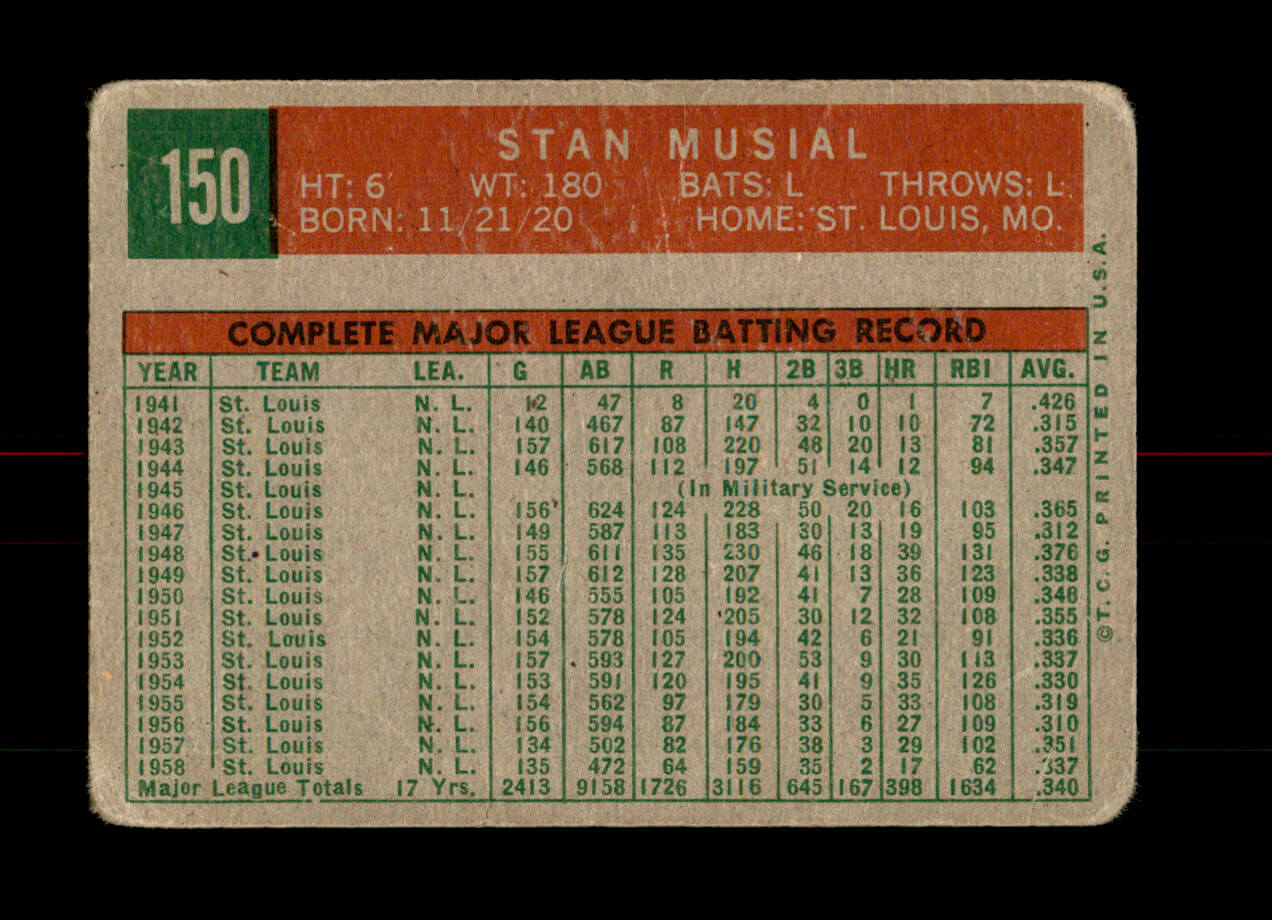 150
STAN MUSIAL
HT: 6' WT: 180 BATS: L THROWS: L
BORN: 11/21/20 HOME: ST. LOUIS, MO.
COMPLETE MAJOR LEAGUE BATTING RECORD
YEAR TEAM LEA. G AB R H 2B 3B HR RBI AVG.
1941 St. Louis N. L. 12 47 8 20 4 0 1 7 .426
1942 St. Louis N. L. 140 467 87 147 32 10 10 72 .315
1943 St. Louis N. L. 157 617 108 220 48 20 13 81 .357
1944 St. Louis N. L. 146 568 112 197 51 14 12 94 .347
1945 St. Louis N. L. (In Military Service)
1946 St. Louis N. L. 156 624 124 228 50 20 16 103 .365
1947 St. Louis N. L. 149 587 113 183 30 13 19 95 .312
1948 St. Louis N. L. 155 611 135 230 46 18 39 131 .376
1949 St. Louis N. L. 157 612 128 207 41 13 36 123 .338
1950 St. Louis N. L. 146 555 105 192 41 7 28 109 .346
1951 St. Louis N. L. 152 578 124 205 30 12 32 108 .355
1952 St. Louis N. L. 154 578 105 194 42 6 21 91 .336
1953 St. Louis N. L. 157 593 127 200 53 9 30 113 .337
1954 St. Louis N. L. 153 591 120 195 41 9 35 126 .330
1955 St. Louis N. L. 154 562 97 179 30 5 33 108 .319
1956 St. Louis N. L. 156 594 87 184 33 6 27 109 .310
1957 St. Louis N. L. 134 502 82 176 38 3 29 102 .351
1958 St. Louis N. L. 135 472 64 159 35 2 17 62 .337
Major League Totals 17 Yrs. 2413 9158 1726 3116 645 167 398 1634 .340
©T. C. G. PRINTED IN U.S.A.